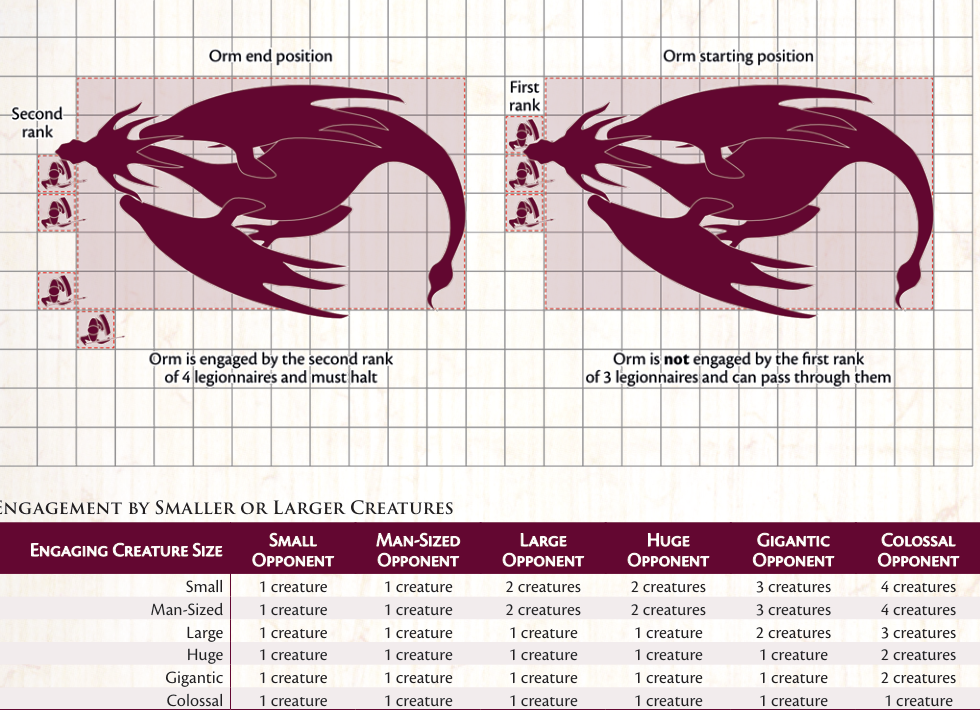 Orm end position
Orm starting position
Second
rank
First
rank
Orm is engaged by the second rank
of 4 legionnaires and must halt
Orm is not engaged by the first rank
of 3 legionnaires and can pass through them
Engagement by Smaller or Larger Creatures
Engaging Creature Size Small Opponent Man-Sized Opponent Large Opponent Huge Opponent Gigantic Opponent Colossal Opponent
Small 1 creature 1 creature 2 creatures 2 creatures 3 creatures 4 creatures
Man-Sized 1 creature 1 creature 2 creatures 2 creatures 3 creatures 4 creatures
Large 1 creature 1 creature 1 creature 1 creature 2 creatures 3 creatures
Huge 1 creature 1 creature 1 creature 1 creature 1 creature 2 creatures
Gigantic 1 creature 1 creature 1 creature 1 creature 1 creature 2 creatures
Colossal 1 creature 1 creature 1 creature 1 creature 1 creature 1 creature